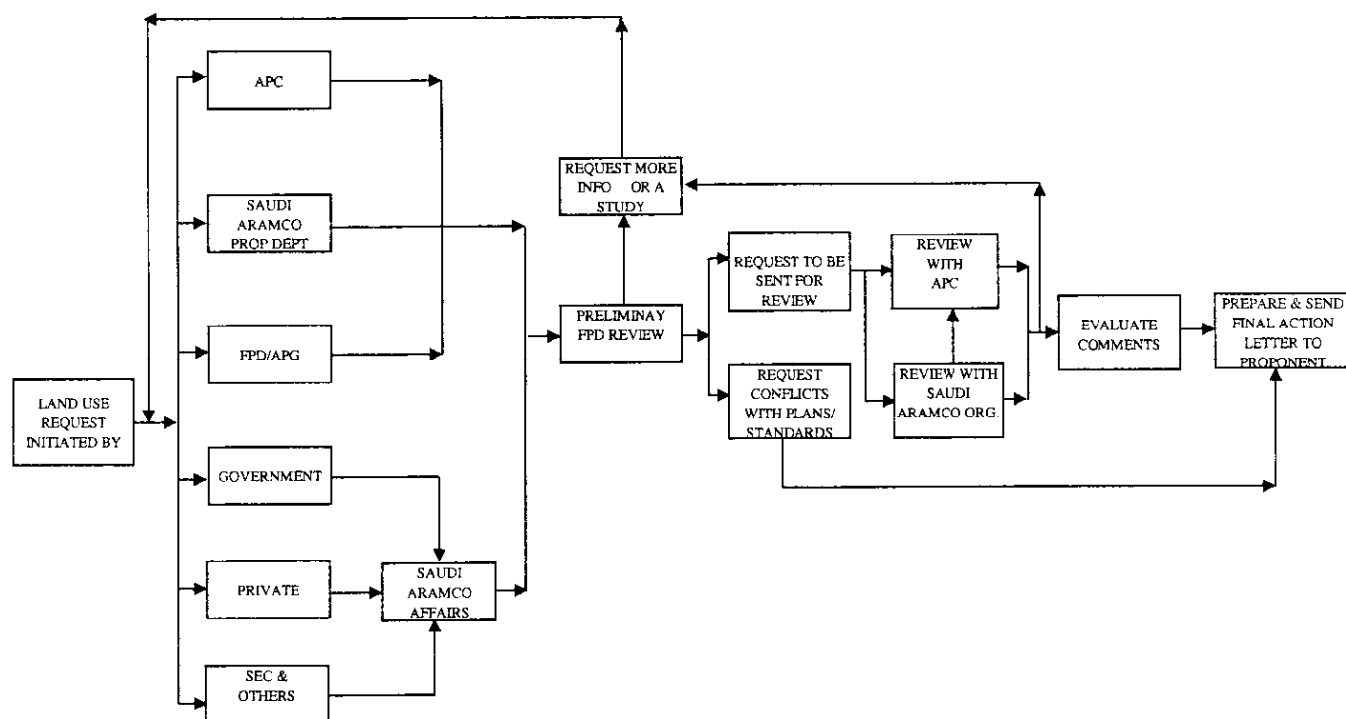 APC
REQUEST MORE
INFO OR A
STUDY
SAUDI
ARAMCO
PROP DEPT
REQUEST TO BE
SENT FOR
REVIEW
REVIEW
WITH
APC
PRELIMINAY
FPD REVIEW
EVALUATE
COMMENTS
PREPARE & SEND
FINAL ACTION
LETTER TO
PROPONENT
FPD/APG
REQUEST
CONFLICTS
WITH PLANS/
STANDARDS
REVIEW WITH
SAUDI
ARAMCO ORG.
LAND USE
REQUEST
INITIATED BY
GOVERNMENT
PRIVATE
SAUDI
ARAMCO
AFFAIRS
SEC &
OTHERS